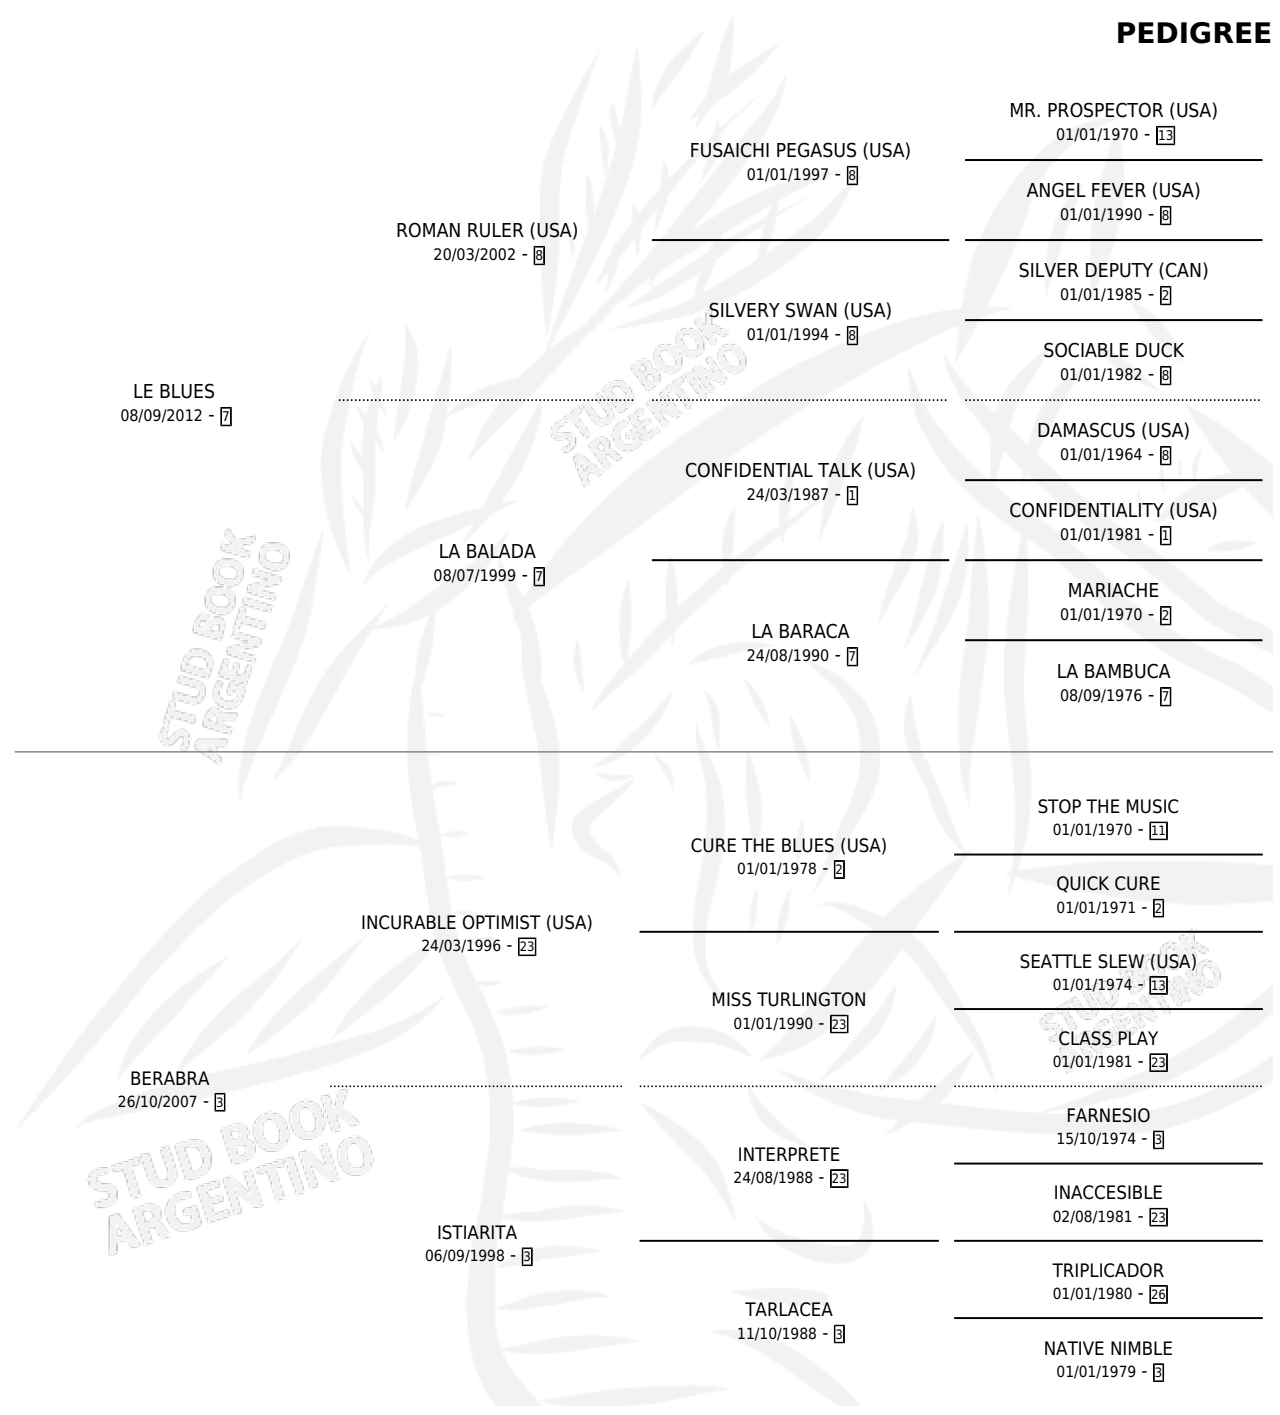 PEDIGREE
MR. PROSPECTOR (USA)
01/01/1970 - 13
FUSAICHI PEGASUS (USA)
01/01/1997 - 8
ANGEL FEVER (USA)
01/01/1990 - 8
ROMAN RULER (USA)
20/03/2002 - 8
SILVER DEPUTY (CAN)
01/01/1985 - 2
SILVERY SWAN (USA)
01/01/1994 - 8
SOCIABLE DUCK
01/01/1982 - 8
LE BLUES
08/09/2012 - 7
STUD BOOK
ARGENTINO
DAMASCUS (USA)
01/01/1964 - 8
CONFIDENTIAL TALK (USA)
24/03/1987 - 1
CONFIDENTIALITY (USA)
01/01/1981 - 1
LA BALADA
08/07/1999 - 7
MARIACHE
01/01/1970 - 2
LA BARACA
24/08/1990 - 7
LA BAMBUCA
08/09/1976 - 7
STUD BOOK
ARGENTINO
STOP THE MUSIC
01/01/1970 - 11
CURE THE BLUES (USA)
01/01/1978 - 2
QUICK CURE
01/01/1971 - 2
INCURABLE OPTIMIST (USA)
24/03/1996 - 23
SEATTLE SLEW (USA)
01/01/1974 - 13
MISS TURLINGTON
01/01/1990 - 23
STUD BOOK
ARGENTINO
CLASS PLAY
01/01/1981 - 23
BERABRA
26/10/2007 - 3
FARNESIO
15/10/1974 - 3
INTERPRETE
24/08/1988 - 23
INACCESIBLE
02/08/1981 - 23
STUD BOOK
ARGENTINO
ISTIARITA
06/09/1998 - 3
TRIPLICADOR
01/01/1980 - 26
TARLACEA
11/10/1988 - 3
NATIVE NIMBLE
01/01/1979 - 3